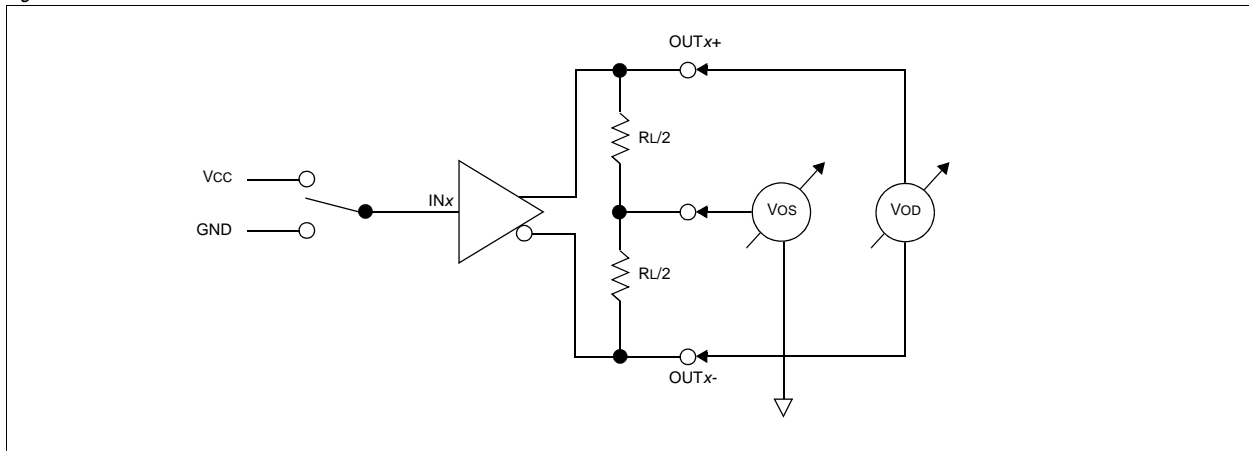 OUTx+
RL/2
VCC
INx
VOS
VOD
GND
RL/2
OUTx-